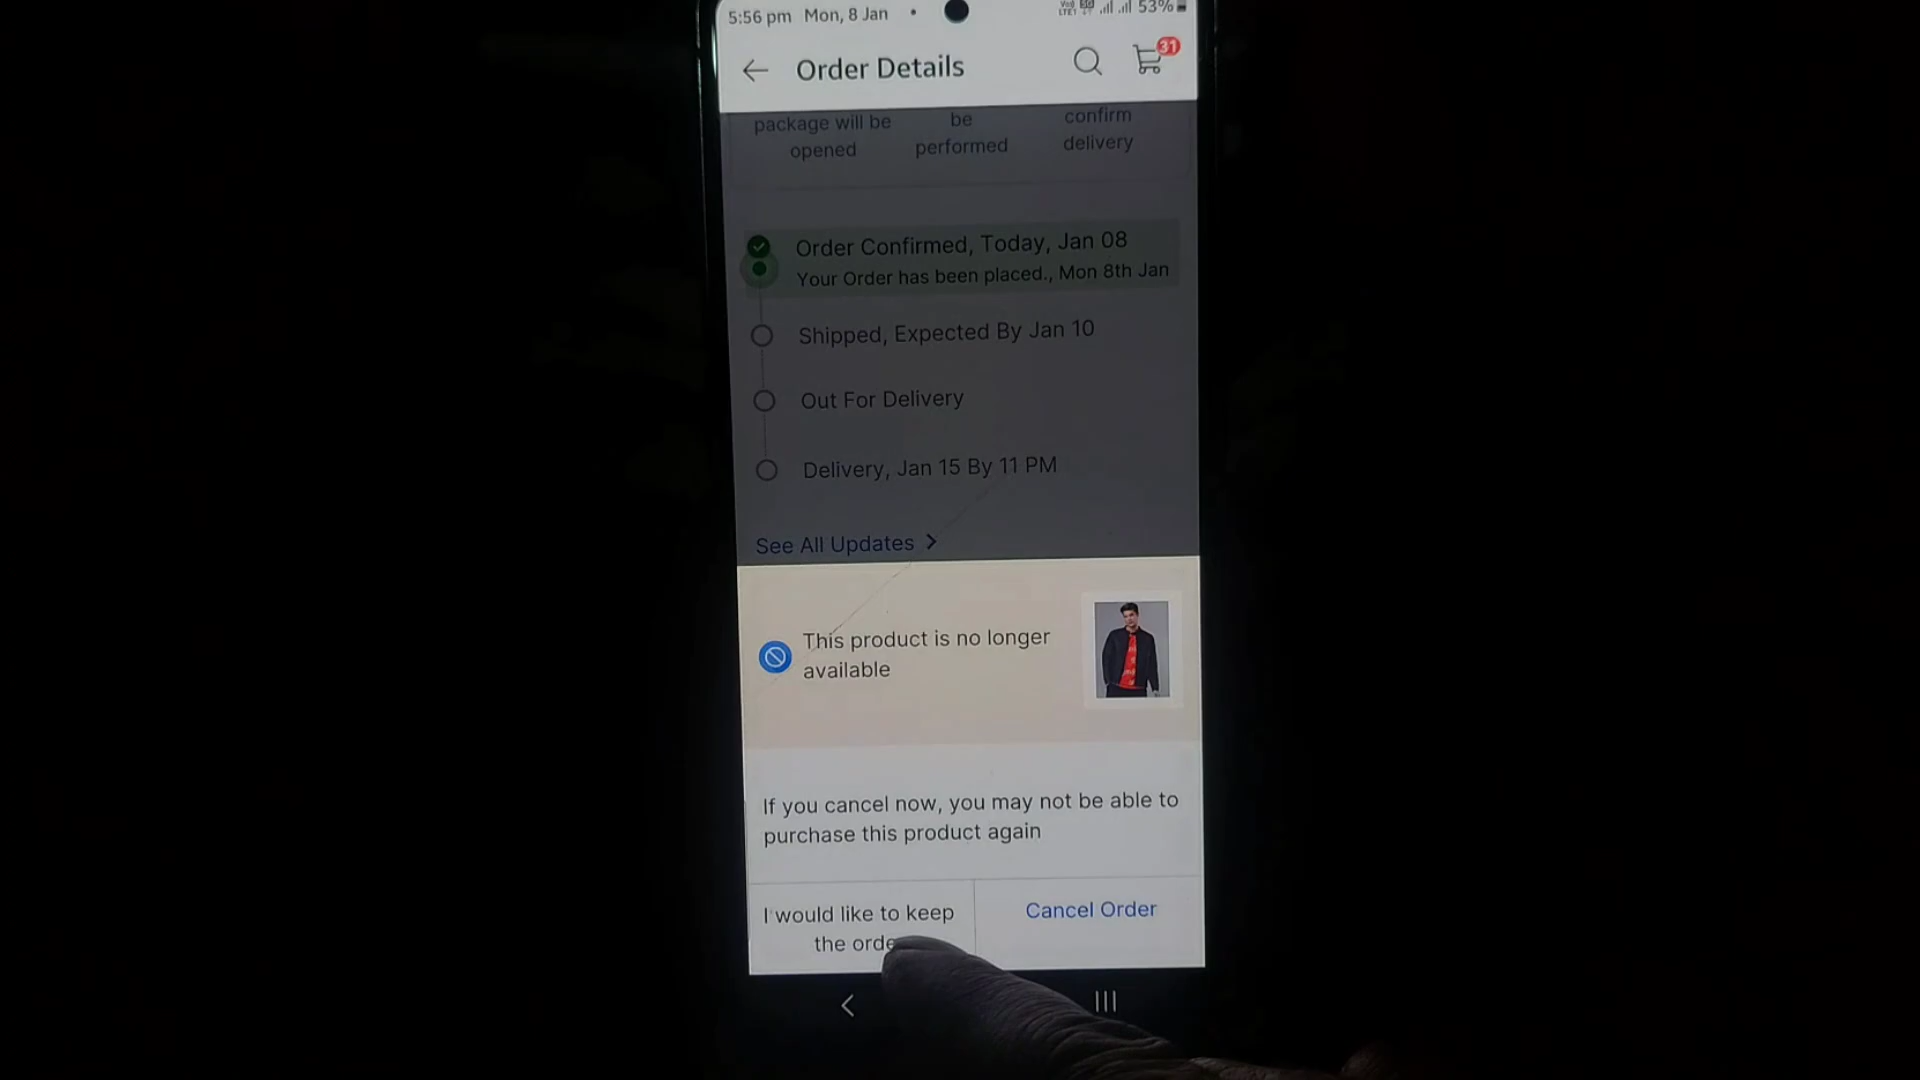 5:56 pm Mon, 8 Jan
53%
Order Details
31
package will be opened
be performed
confirm delivery
Order Confirmed, Today, Jan 08
Your Order has been placed., Mon 8th Jan
Shipped, Expected By Jan 10
Out For Delivery
Delivery, Jan 15 By 11 PM
See All Updates
This product is no longer
available
If you cancel now, you may not be able to
purchase this product again
I would like to keep
the orde
Cancel Order